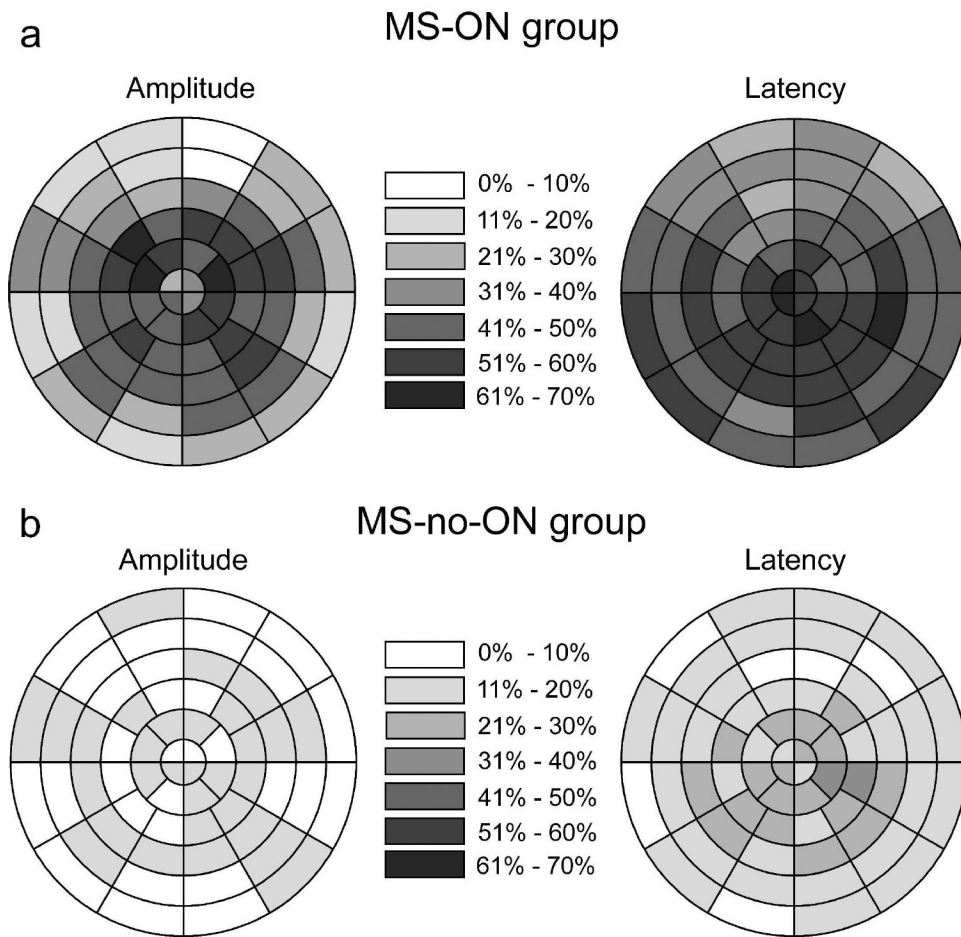 a
MS-ON group
Amplitude
Latency
0% - 10%
11% - 20%
21% - 30%
31% - 40%
41% - 50%
51% - 60%
61% - 70%
b
MS-no-ON group
Amplitude
Latency
0% - 10%
11% - 20%
21% - 30%
31% - 40%
41% - 50%
51% - 60%
61% - 70%